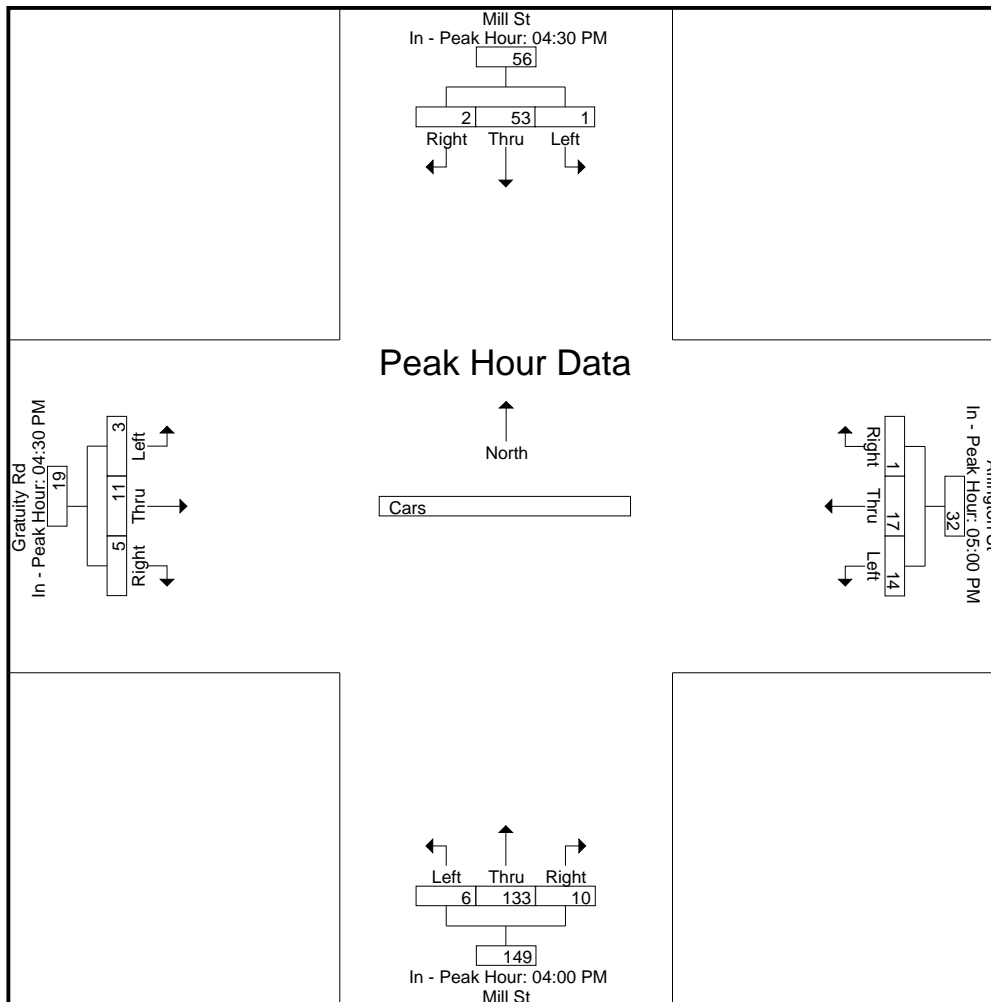 Mill St
In - Peak Hour: 04:30 PM
56
2 53 1
Right Thru Left
Peak Hour Data
North
Cars
Gratuity Rd
In - Peak Hour: 04:30 PM
19
3 11 5
Left Thru Right
In - Peak Hour: 05:00 PM
32
1 17 14
Right Thru Left
Left Thru Right
6 133 10
149
In - Peak Hour: 04:00 PM
Mill St